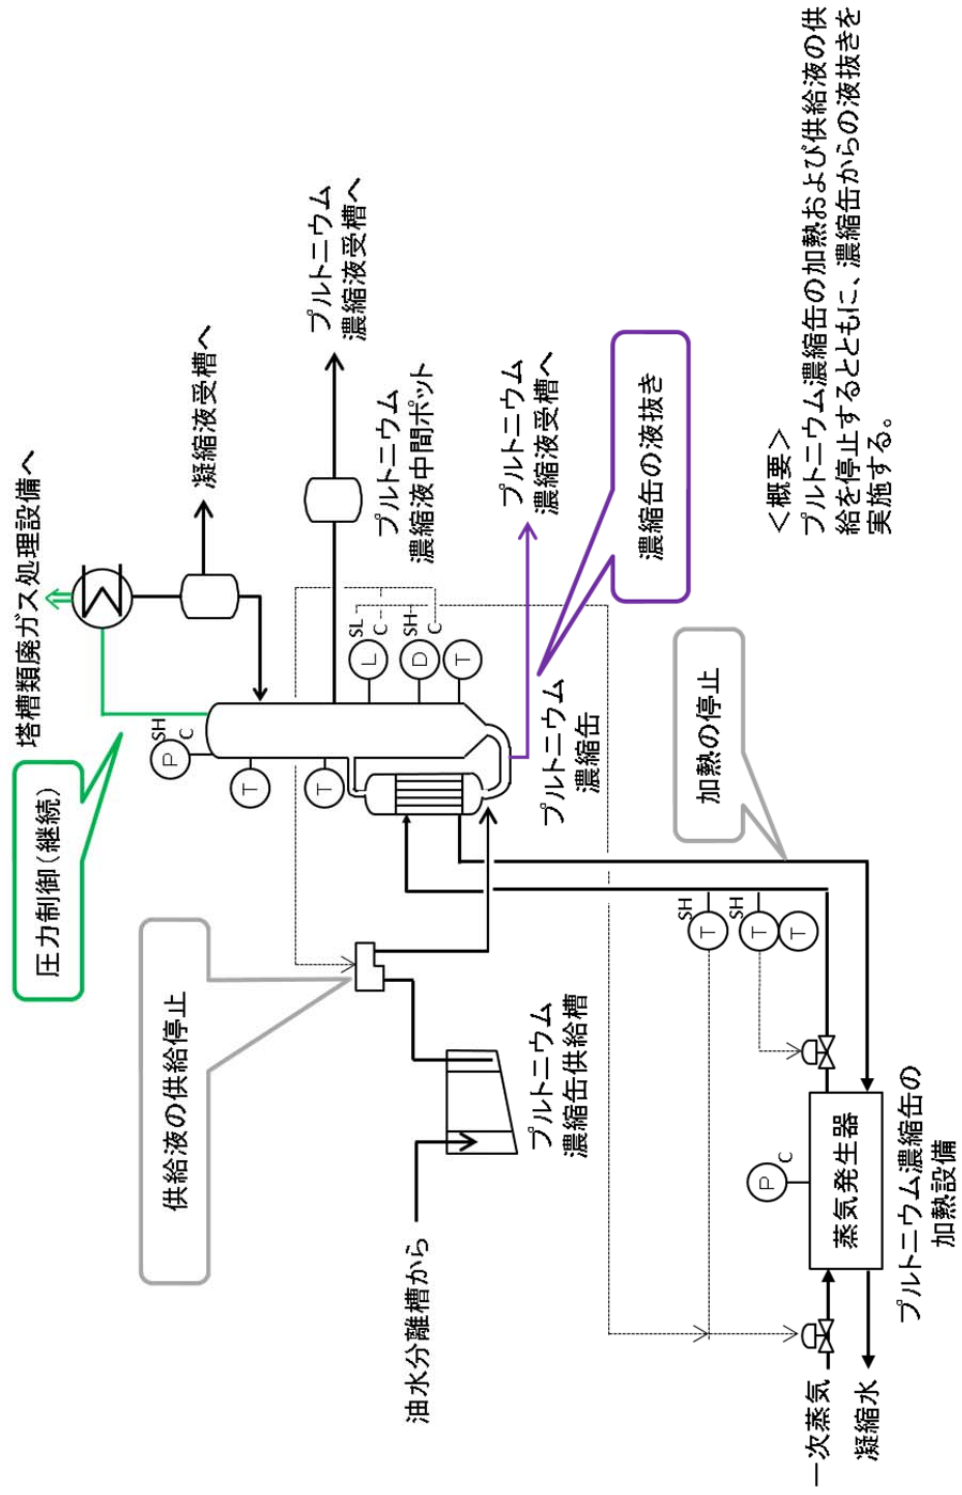 塔槽類廃ガス処理設備へ
圧力制御（継続）
凝縮液受槽へ
P
SH
C
T
T
プルトニウム
濃縮液受槽へ
プルトニウム
濃縮液中間ポット
L
SL
C
D
SH
C
T
プルトニウム
濃縮液受槽へ
濃縮缶の液抜き
プルトニウム
濃縮缶
供給液の供給停止
油水分離槽から
プルトニウム
濃縮缶供給槽
加熱の停止
SH
T
SH
T
T
P
C
蒸気発生器
プルトニウム濃縮缶の
加熱設備
一次蒸気
凝縮水
＜概要＞
プルトニウム濃縮缶の加熱および供給液の供
給を停止するとともに、濃縮缶からの液抜きを
実施する。